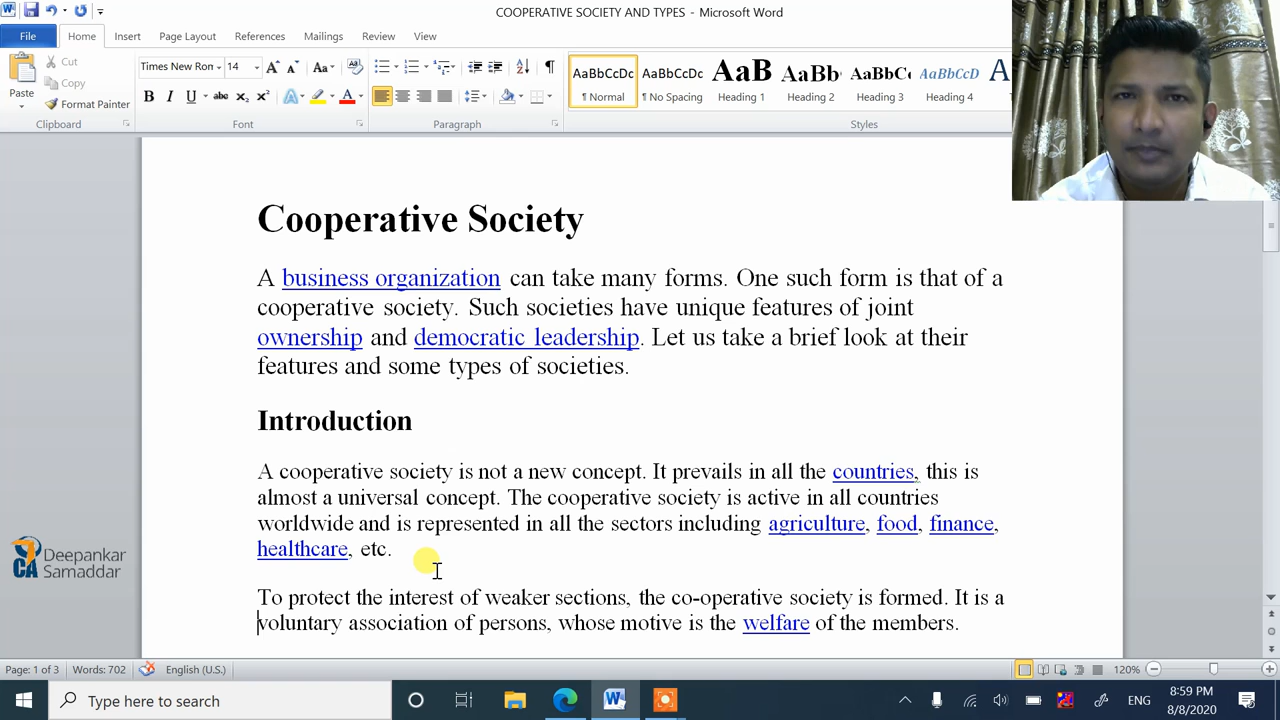 COOPERATIVE SOCIETY AND TYPES - Microsoft Word
File Home Insert Page Layout References Mailings Review View
Paste
Cut
Copy
Format Painter
Clipboard
Times New Ron 14
Font
Paragraph
AaBbCcDc AaBbCcDc AaB AaBb( AaBbC( AaBbCcD A
¶ Normal ¶ No Spacing Heading 1 Heading 2 Heading 3 Heading 4
Styles
Cooperative Society
A business organization can take many forms. One such form is that of a
cooperative society. Such societies have unique features of joint
ownership and democratic leadership. Let us take a brief look at their
features and some types of societies.
Introduction
A cooperative society is not a new concept. It prevails in all the countries, this is
almost a universal concept. The cooperative society is active in all countries
worldwide and is represented in all the sectors including agriculture, food, finance,
healthcare, etc.
To protect the interest of weaker sections, the co-operative society is formed. It is a
voluntary association of persons, whose motive is the welfare of the members.
CA Deepankar
Samaddar
Page: 1 of 3 Words: 702 English (U.S.) 120%
Type here to search
ENG
8:59 PM
8/8/2020